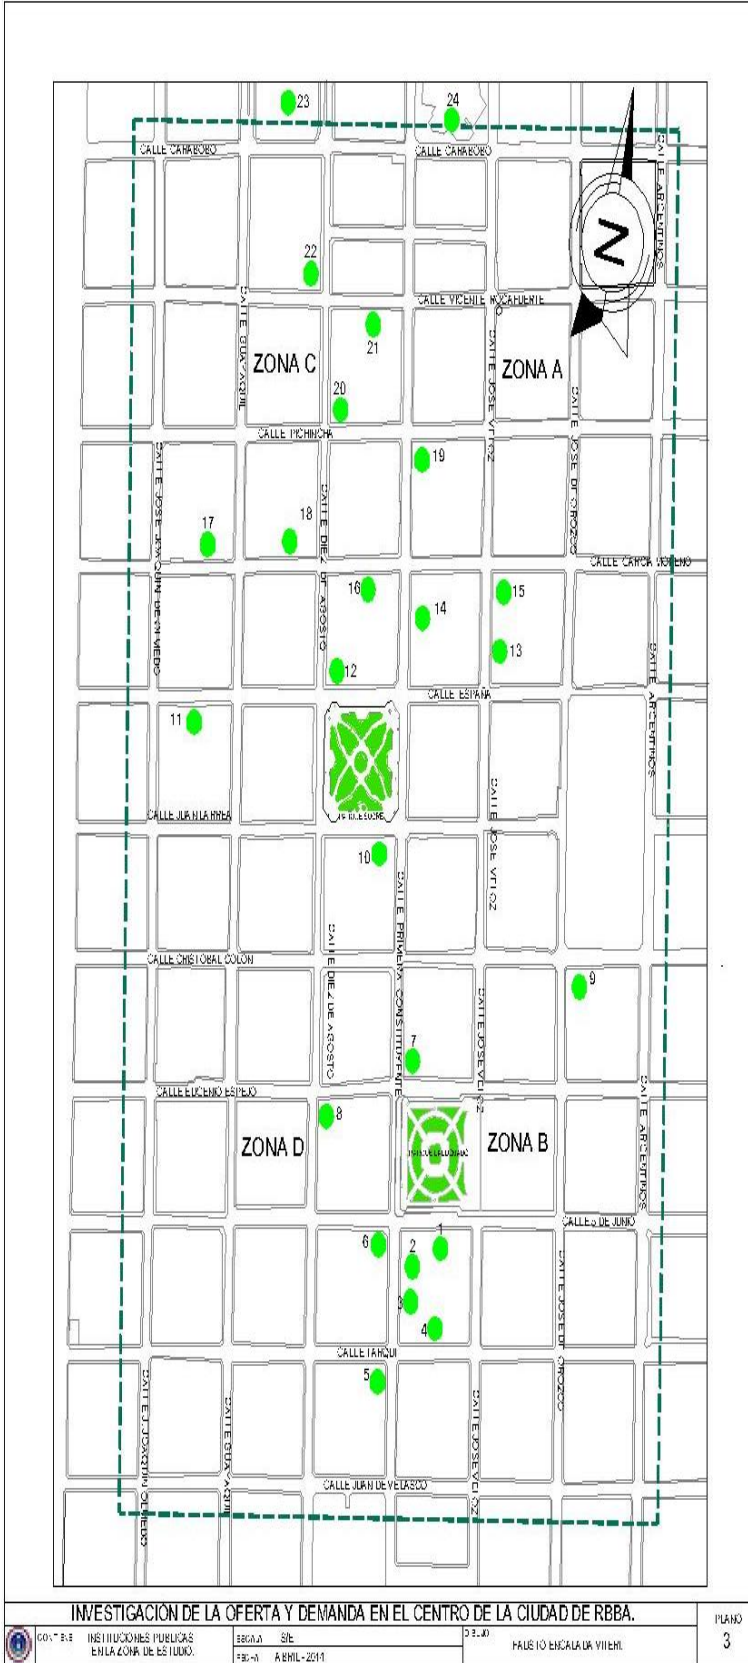 23
24
CALLE CARABOBO
CALLE CARABOBO
CALLE ARGENTINOS
N
22
CALLE VICENTE ROCAFUERTE
CALLE GUAYAQUIL
21
ZONA C
ZONA A
CALLE JOSE VELOZ
20
CALLE PICHINCHA
CALLE JOSE DE OROZCO
19
CALLE JOSE JOAQUIN DE OLMEDO
17
18
CALLE DIEZ DE AGOSTO
CALLE GARCIA MORENO
16
15
14
13
12
CALLE ARGENTINOS
CALLE ESPAÑA
11
PARQUE SUCRE
CALLE JUAN LARREA
CALLE JOSE VELOZ
10
CALLE PRIMERA CONSTITUYENTE
CALLE DIEZ DE AGOSTO
CALLE CRISTOBAL COLÓN
9
CALLE JOSE VELOZ
7
CALLE EUGENIO ESPEJO
CALLE ARGENTINOS
8
ZONA D
ZONA B
CALLE 5 DE JUNIO
6
1
2
3
4
CALLE JOSE DE OROZCO
CALLE TARQUI
5
CALLE J. JOAQUIN OLMEDO
CALLE GUAYAQUIL
CALLE JOSE VELOZ
CALLE JUAN DE VELASCO
INVESTIGACIÓN DE LA OFERTA Y DEMANDA EN EL CENTRO DE LA CIUDAD DE RBBA.
CONTIENE
INSTITUCIONES PUBLICAS
EN LA ZONA DE ESTUDIO.
ESCALA S/E
FECHA ABRIL - 2014
DIBUJO
FAUSTO ENCALADA VITERI.
PLANO
3